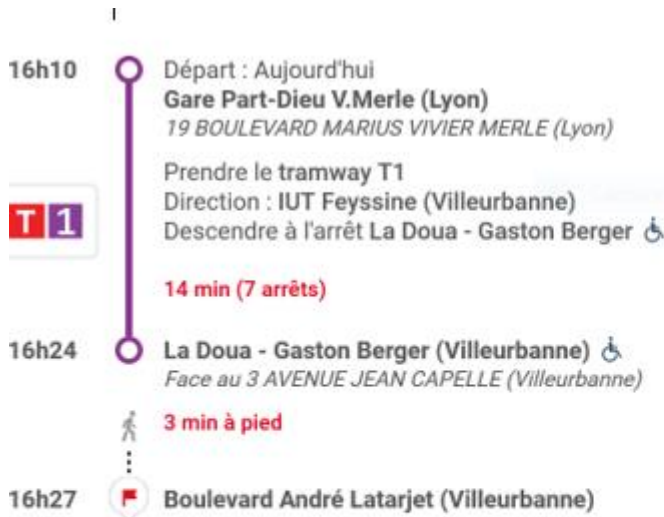 16h10
Départ : Aujourd'hui
Gare Part-Dieu V.Merle (Lyon)
19 BOULEVARD MARIUS VIVIER MERLE (Lyon)
Prendre le tramway T1
Direction : IUT Feyssine (Villeurbanne)
T 1
Descendre à l'arrêt La Doua - Gaston Berger
14 min (7 arrêts)
16h24
La Doua - Gaston Berger (Villeurbanne)
Face au 3 AVENUE JEAN CAPELLE (Villeurbanne)
3 min à pied
16h27
Boulevard André Latarjet (Villeurbanne)